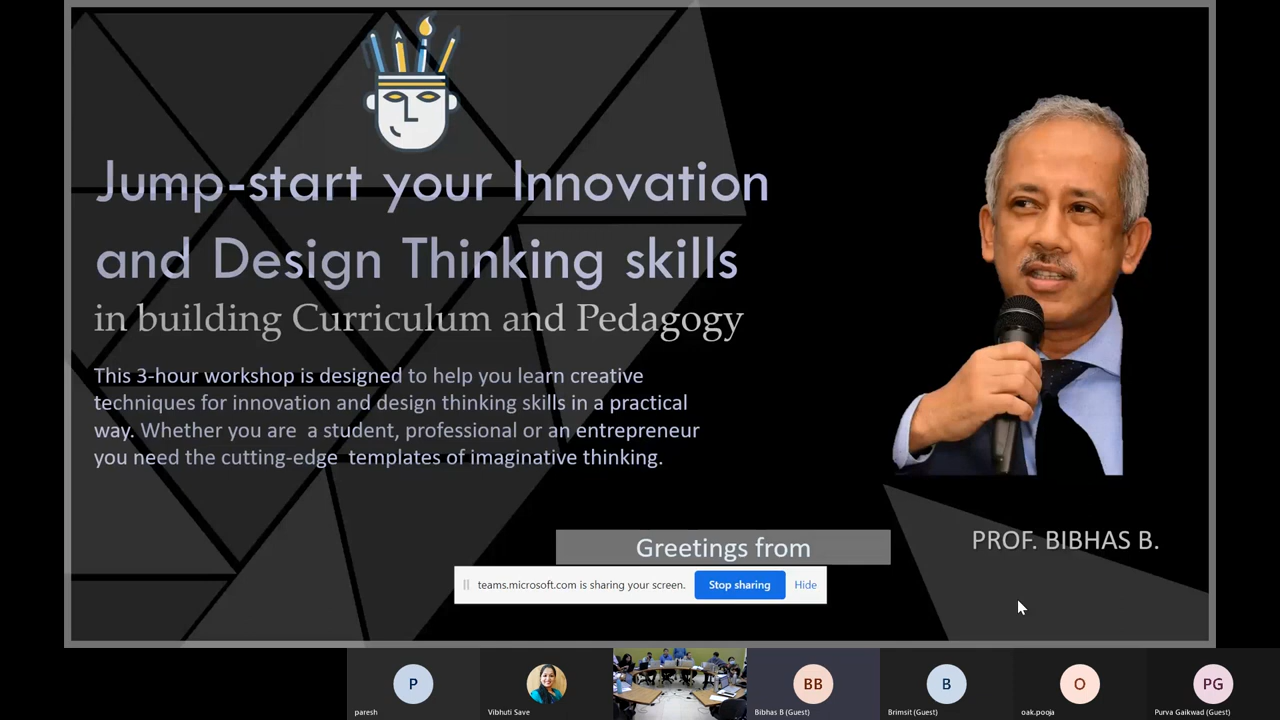 Jump-start your Innovation
and Design Thinking skills
in building Curriculum and Pedagogy
This 3-hour workshop is designed to help you learn creative
techniques for innovation and design thinking skills in a practical
way. Whether you are a student, professional or an entrepreneur
you need the cutting-edge templates of imaginative thinking.
PROF. BIBHAS B.
Greetings from
teams.microsoft.com is sharing your screen. Stop sharing Hide
P
BB
B
O
PG
paresh
Vibhuti Save
Bibhas B (Guest)
Brimsit (Guest)
oak.pooja
Purva Gaikwad (Guest)